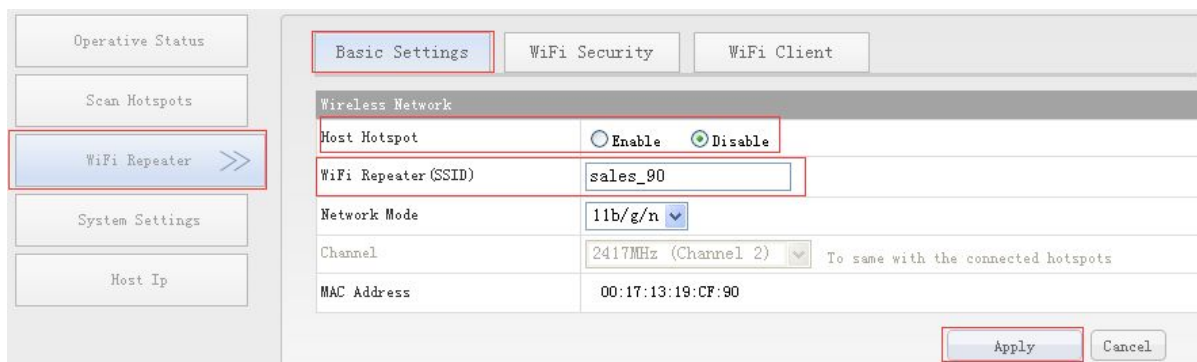 Operative Status
Scan Hotspots
WiFi Repeater
System Settings
Host Ip
Basic Settings WiFi Security WiFi Client
Wireless Network
Host Hotspot Enable Disable
WiFi Repeater(SSID) sales_90
Network Mode 11b/g/n
Channel 2417MHz (Channel 2) To same with the connected hotspots
MAC Address 00:17:13:19:CF:90
Apply Cancel